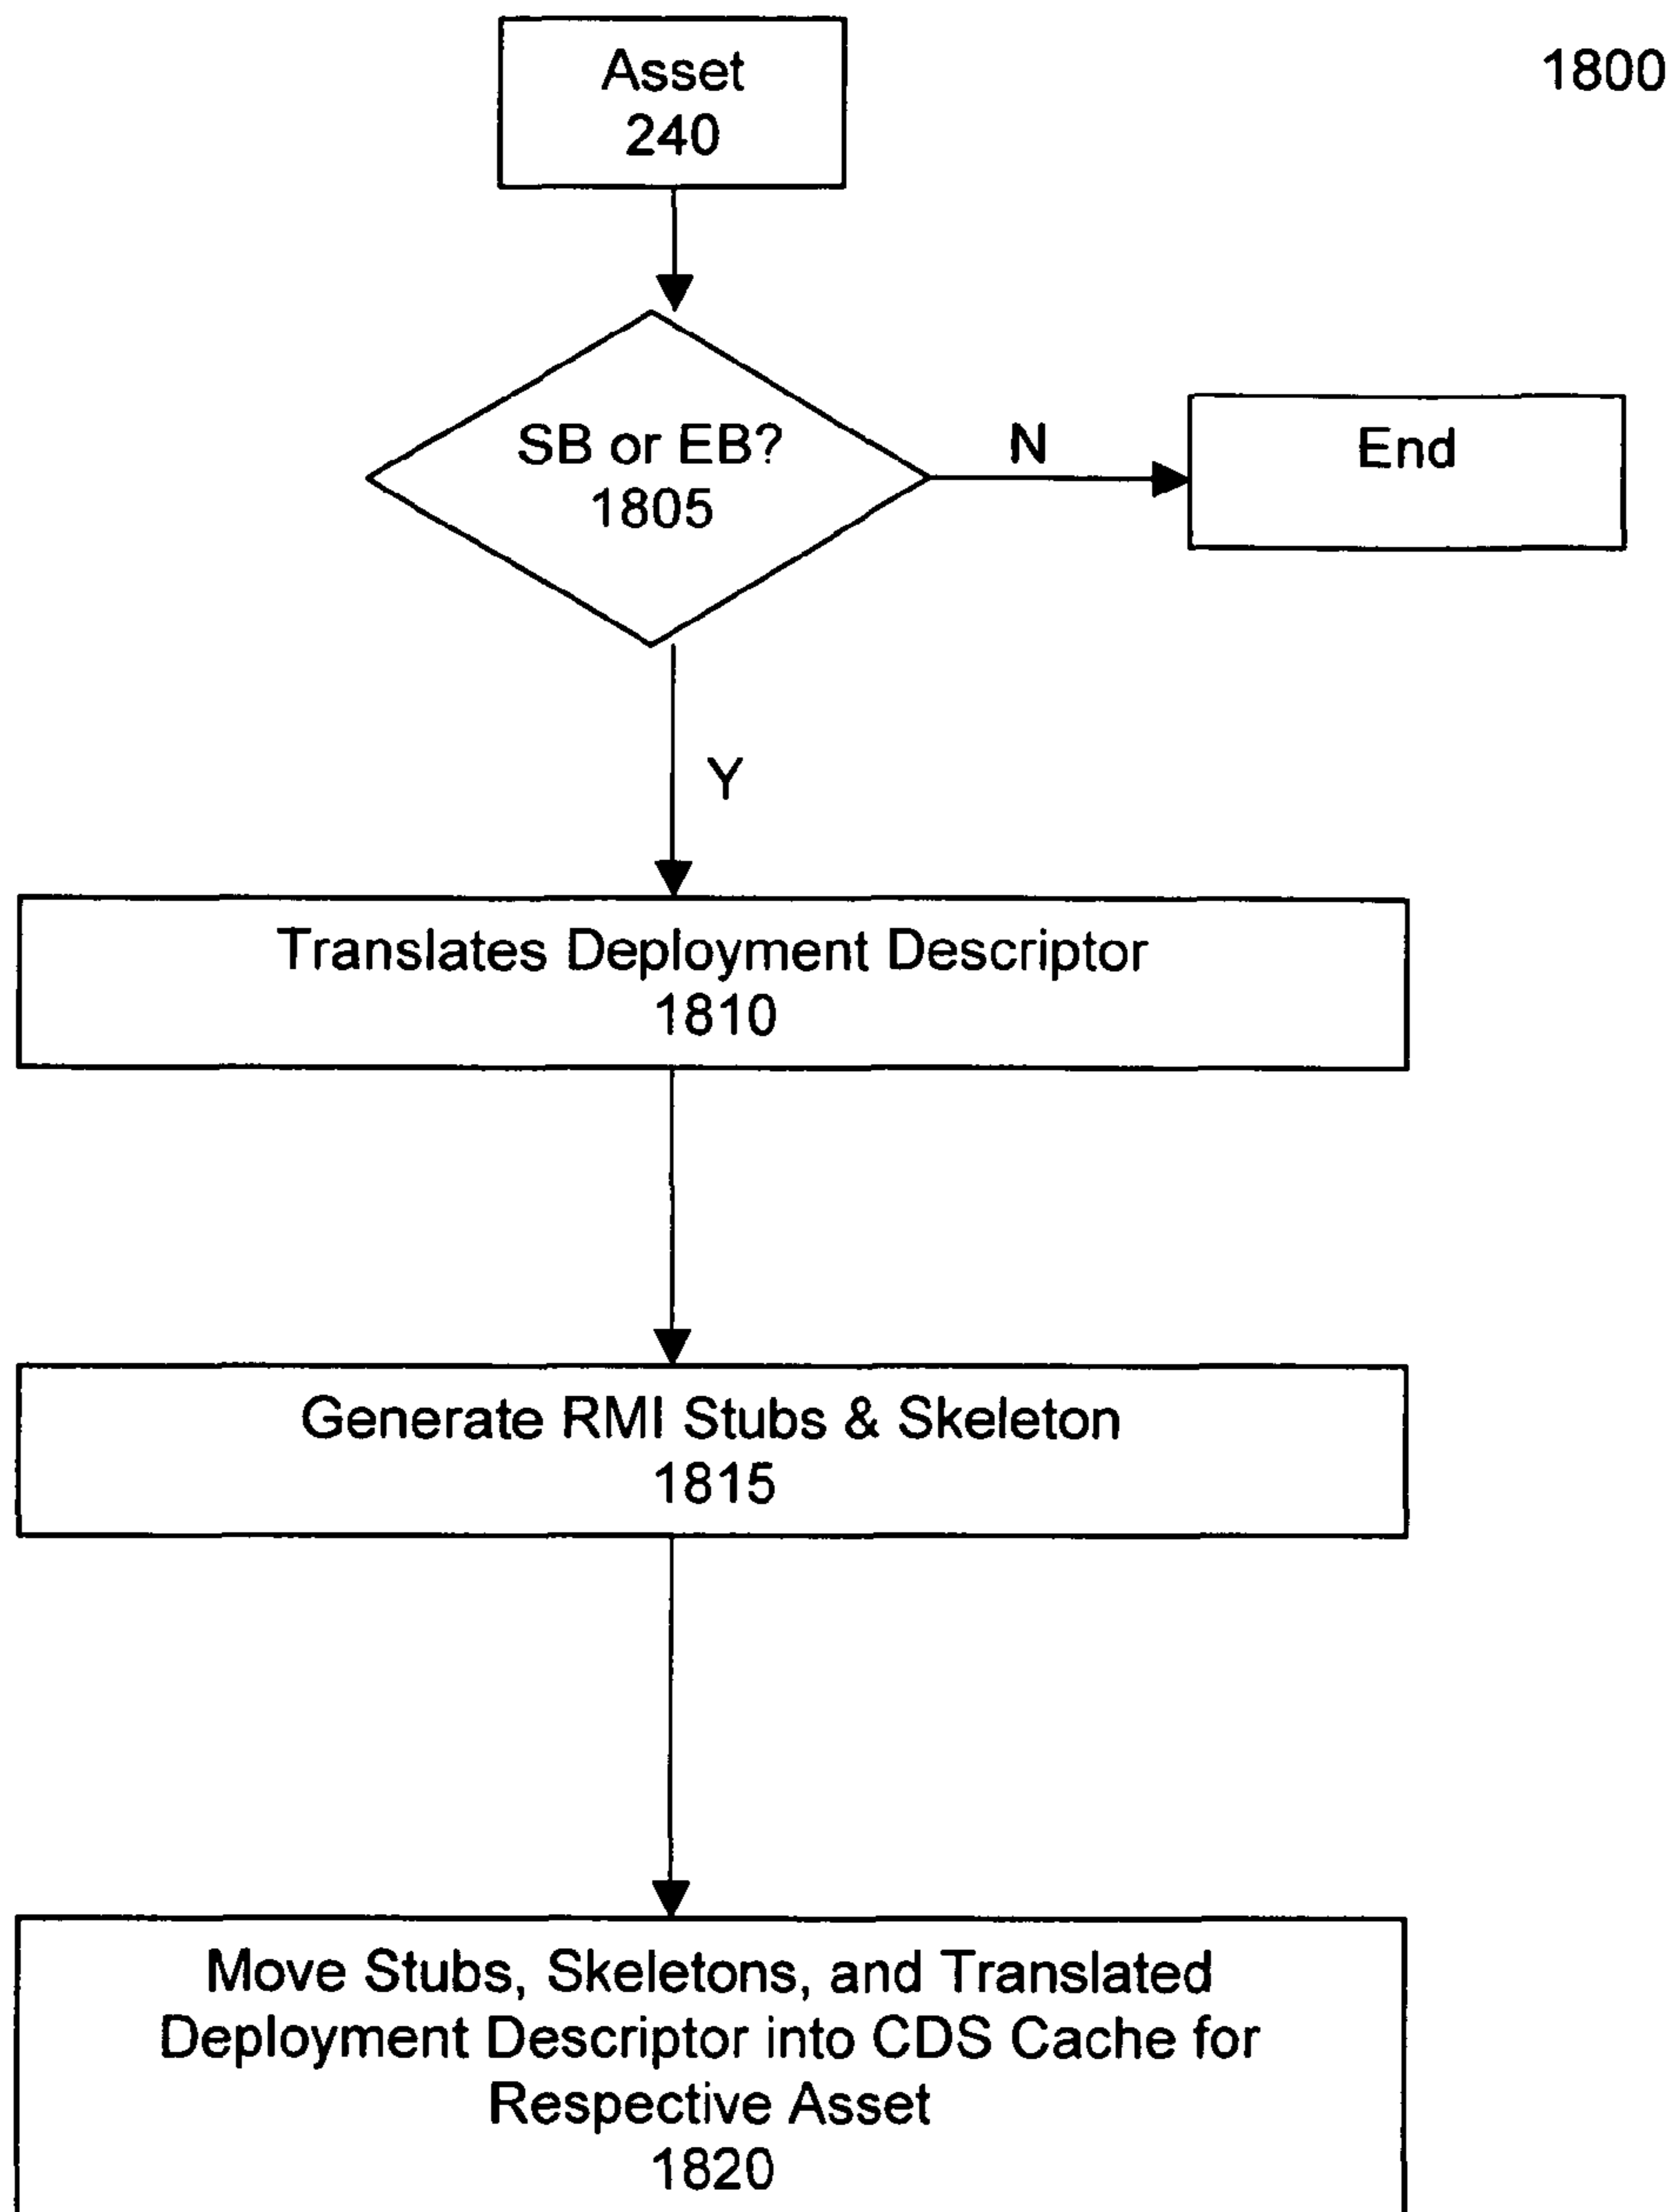 Asset
240
1800
SB or EB?
1805
N
End
Y
Translates Deployment Descriptor
1810
Generate RMI Stubs & Skeleton
1815
Move Stubs, Skeletons, and Translated
Deployment Descriptor into CDS Cache for
Respective Asset
1820